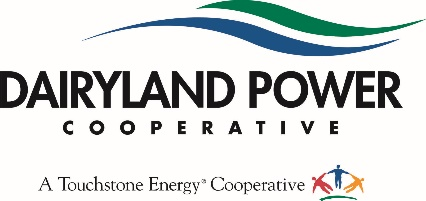 DAIRYLAND POWER
COOPERATIVE
A Touchstone Energy® Cooperative